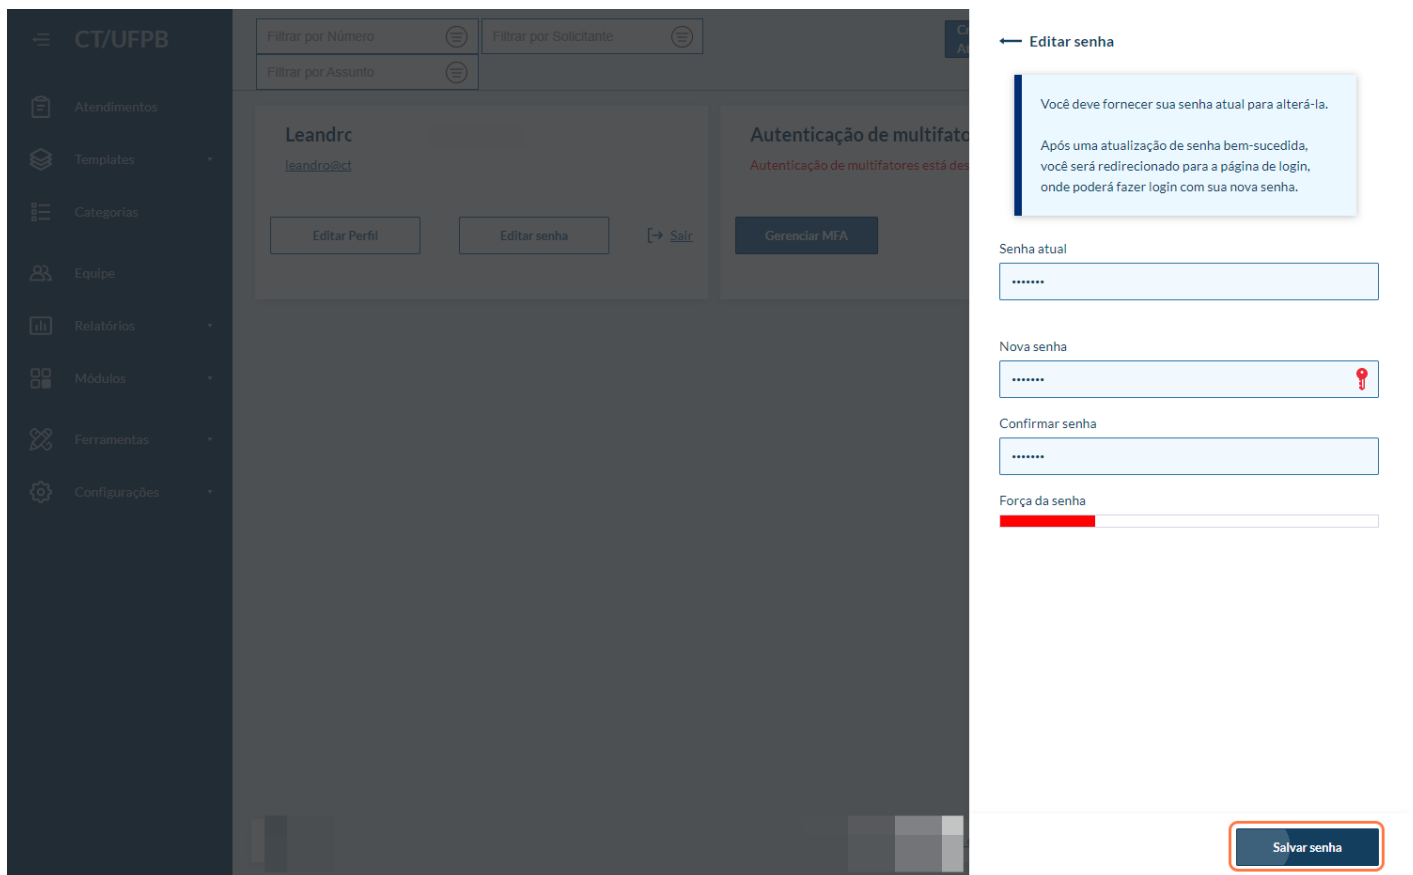 CT/UFPB
Atendimentos
Templates
Categorias
Equipe
Relatórios
Módulos
Ferramentas
Configurações
Filtrar por Número
Filtrar por Solicitante
Filtrar por Assunto
Leandro
leandro@ct
Editar Perfil
Editar senha
Sair
Autenticação de multifato
Autenticação de multifatores está des
Gerenciar MFA
Editar senha
Você deve fornecer sua senha atual para alterá-la.
Após uma atualização de senha bem-sucedida,
você será redirecionado para a página de login,
onde poderá fazer login com sua nova senha.
Senha atual
•••••••
Nova senha
•••••••
Confirmar senha
•••••••
Força da senha
Salvar senha